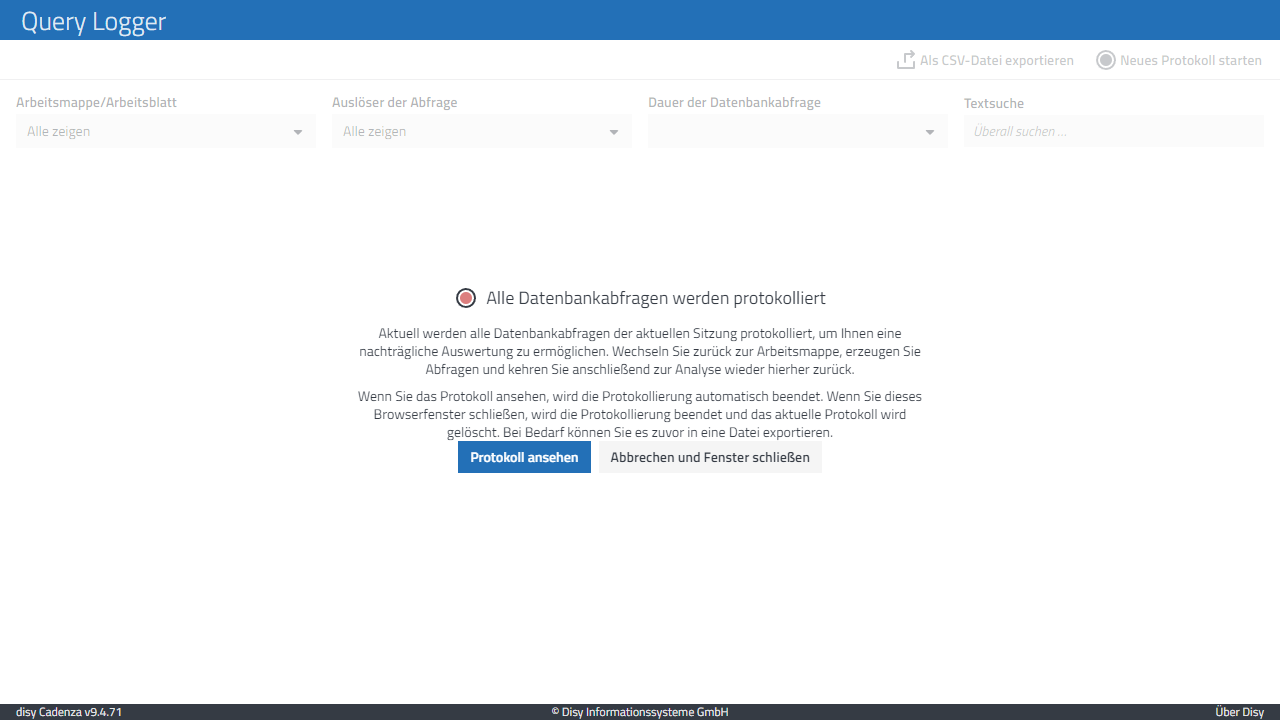 Query Logger
Als CSV-Datei exportieren
Neues Protokoll starten
Arbeitsmappe/Arbeitsblatt
Auslöser der Abfrage
Dauer der Datenbankabfrage
Textsuche
Alle zeigen
Alle zeigen
Überall suchen ...
Alle Datenbankabfragen werden protokolliert
Aktuell werden alle Datenbankabfragen der aktuellen Sitzung protokolliert, um Ihnen eine
nachträgliche Auswertung zu ermöglichen. Wechseln Sie zurück zur Arbeitsmappe, erzeugen Sie
Abfragen und kehren Sie anschließend zur Analyse wieder hierher zurück.
Wenn Sie das Protokoll ansehen, wird die Protokollierung automatisch beendet. Wenn Sie dieses
Browserfenster schließen, wird die Protokollierung beendet und das aktuelle Protokoll wird
gelöscht. Bei Bedarf können Sie es zuvor in eine Datei exportieren.
Protokoll ansehen
Abbrechen und Fenster schließen
disy Cadenza v9.4.71
© Disy Informationssysteme GmbH
Über Disy